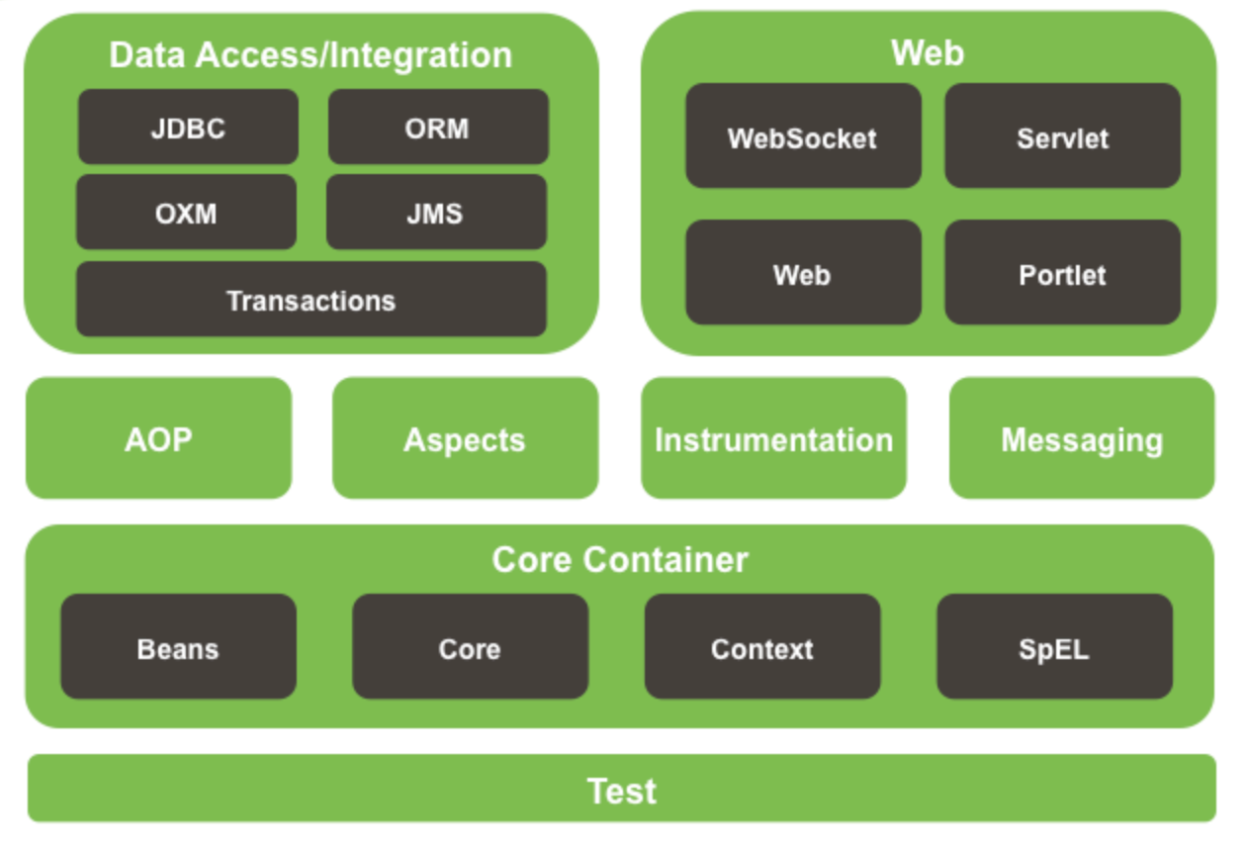 Data Access/Integration
JDBC
ORM
OXM
JMS
Transactions
Web
WebSocket
Servlet
Web
Portlet
AOP
Aspects
Instrumentation
Messaging
Core Container
Beans
Core
Context
SpEL
Test